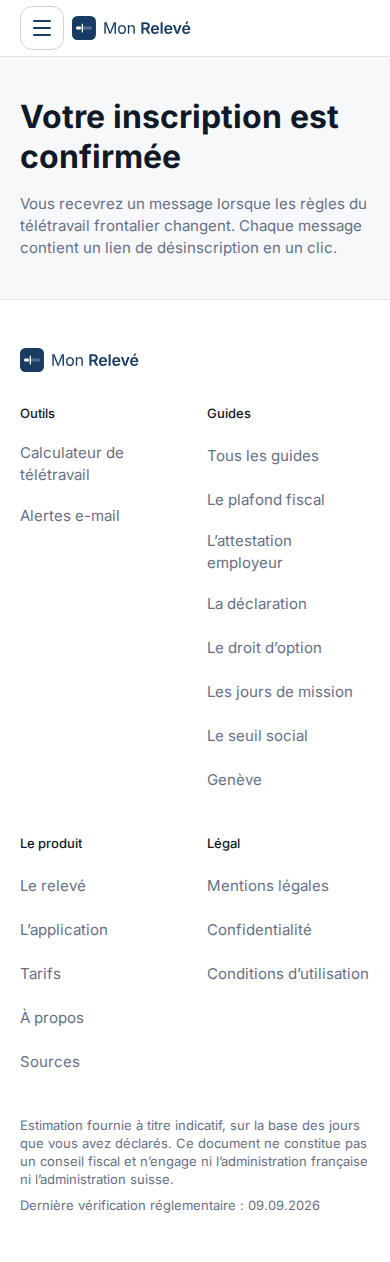 Mon Relevé
Votre inscription est
confirmée
Vous recevrez un message lorsque les règles du
télétravail frontalier changent. Chaque message
contient un lien de désinscription en un clic.
Mon Relevé
Outils
Calculateur de
télétravail
Alertes e-mail
Guides
Tous les guides
Le plafond fiscal
L’attestation
employeur
La déclaration
Le droit d’option
Les jours de mission
Le seuil social
Genève
Le produit
Le relevé
L’application
Tarifs
À propos
Sources
Légal
Mentions légales
Confidentialité
Conditions d’utilisation
Estimation fournie à titre indicatif, sur la base des jours
que vous avez déclarés. Ce document ne constitue pas
un conseil fiscal et n’engage ni l’administration française
ni l’administration suisse.
Dernière vérification réglementaire : 09.09.2026